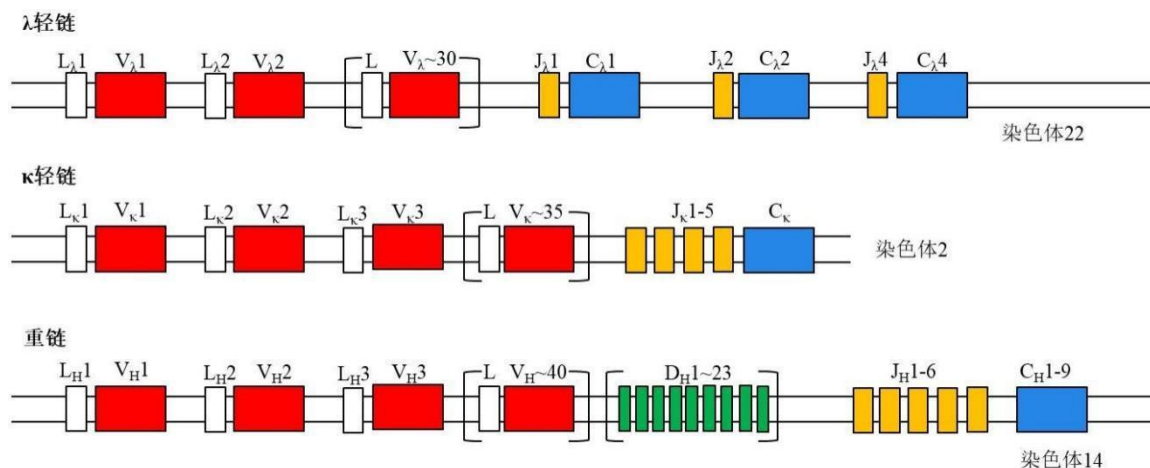 λ轻链
Lλ1 Vλ1 Lλ2 Vλ2 L Vλ~30 Jλ1 Cλ1 Jλ2 Cλ2 Jλ4 Cλ4
染色体22
κ轻链
Lκ1 Vκ1 Lκ2 Vκ2 Lκ3 Vκ3 L Vκ~35 Jκ1-5 Cκ
染色体2
重链
LH1 VH1 LH2 VH2 LH3 VH3 L VH~40 DH1~23 JH1-6 CH1-9
染色体14